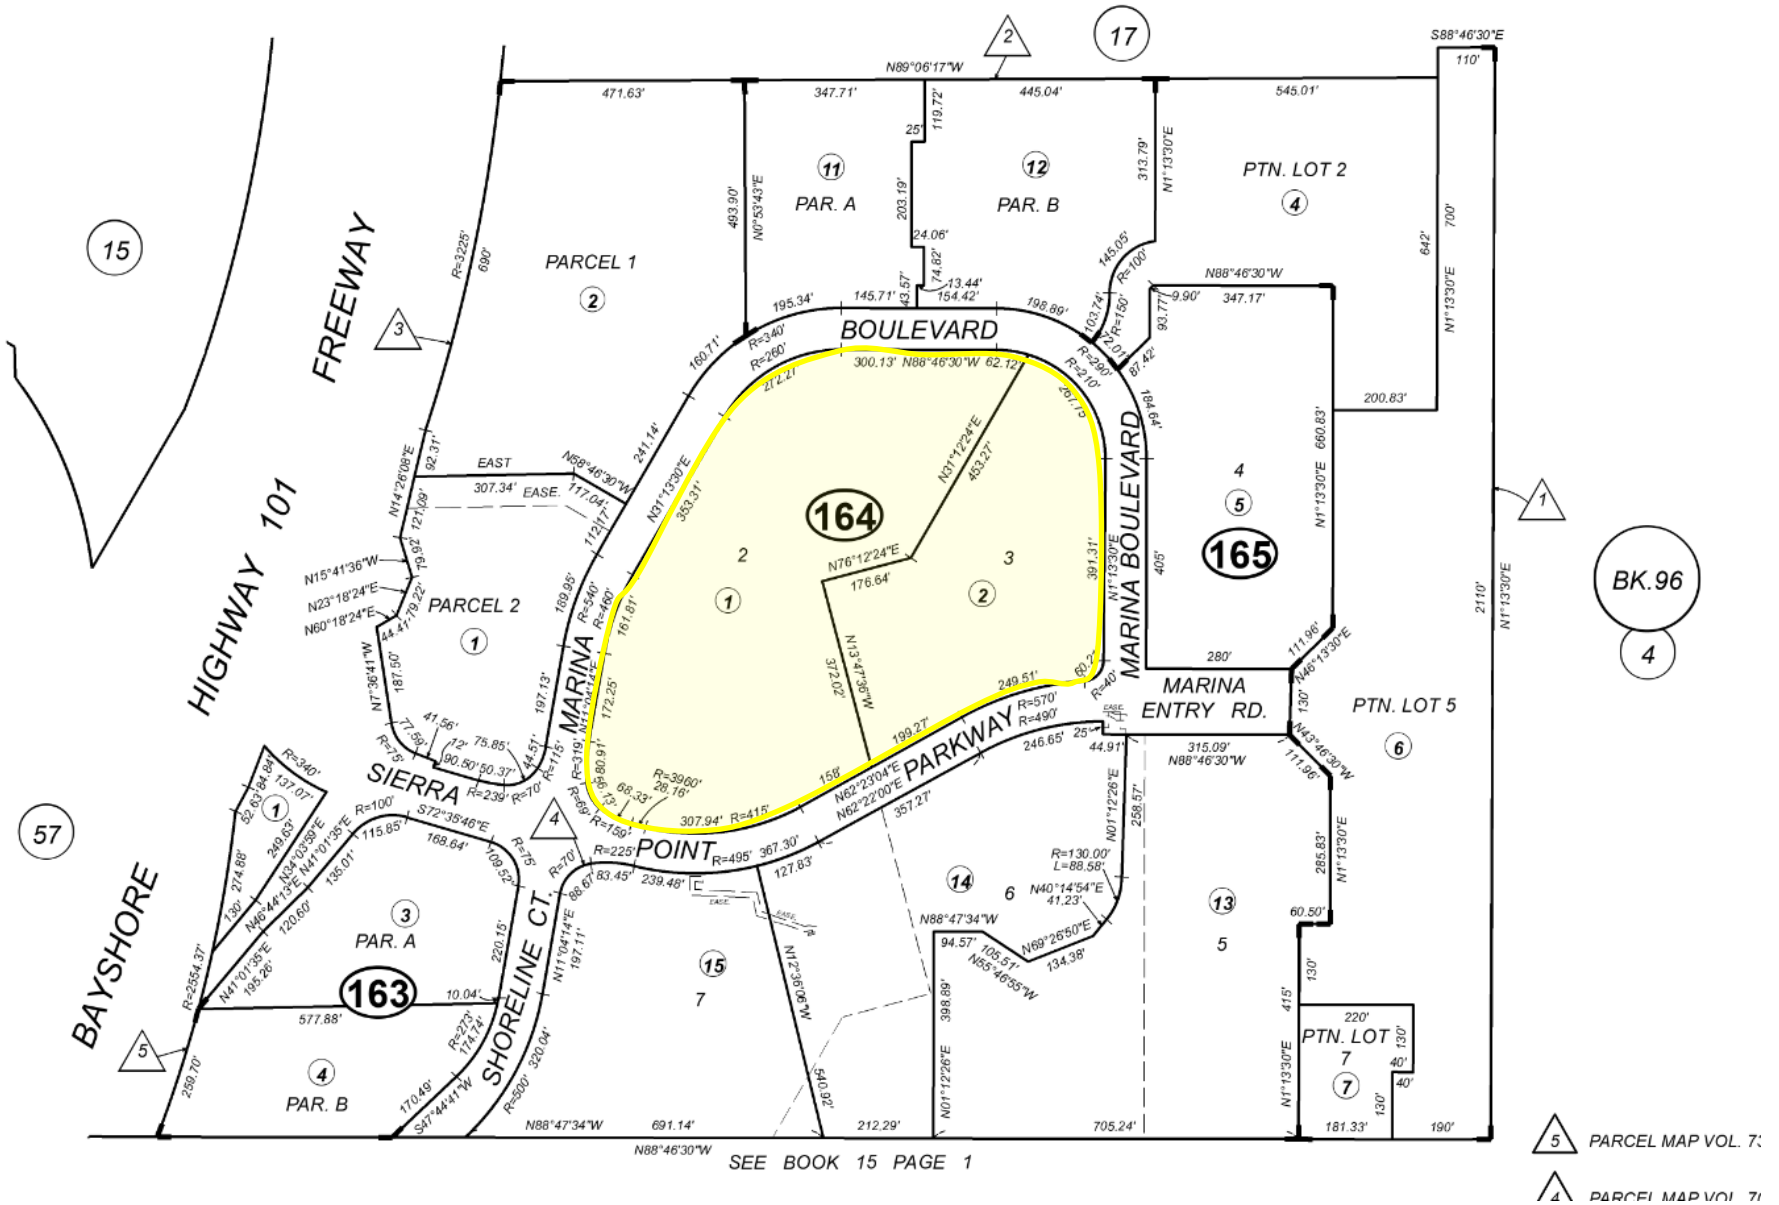 S88°46'30"E
110'
2
17
N89°06'17"W
471.63'
347.71'
445.04'
545.01'
119.72'
25'
11
PAR. A
12
PAR. B
313.79'
N1°13'30"E
PTN. LOT 2
4
493.90'
N0°53'43"E
203.19'
24.06'
74.82'
13.44'
43.57'
700'
642'
N1°13'30"E
15
R=3225'
690'
PARCEL 1
2
145.05'
R=100'
N88°46'30"W
9.90'
347.17'
93.77'
103.74'
R=150'
72.01'
87.42'
3
FREEWAY
195.34'
145.71'
154.42'
198.89'
R=340'
BOULEVARD
R=260'
R=290'
R=210'
160.71'
272.27'
300.13'
N88°46'30"W
62.12'
267.75'
184.64'
200.83'
660.83'
N1°13'30"E
241.14'
N31°13'30"E
353.31'
N31°12'24"E
453.27'
92.31'
N14°26'08"E
121.09'
EAST
307.34'
EASE.
N58°46'30"W
117.04'
112.17'
HIGHWAY 101
164
4
5
165
1
2
1
N76°12'24"E
176.64'
3
2
391.31'
N1°13'30"E
MARINA BOULEVARD
405'
BK.96
4
2110'
N1°13'30"E
79.92'
N15°41'36"W
N23°18'24"E
79.22'
N60°18'24"E
44.41'
PARCEL 2
1
189.95'
R=540'
R=460'
161.81'
N7°36'41"W
187.50'
N13°47'36"W
372.02'
MARINA
N11°04'14"E
172.25'
197.13'
280'
111.96'
N46°13'30"E
MARINA
ENTRY RD.
130'
PTN. LOT 5
6
60.2'
R=40'
249.51'
R=570'
R=490'
199.27'
PARKWAY
EASE.
25'
246.65'
44.91'
315.09'
N88°46'30"W
N43°46'30"W
111.96'
77.59'
R=75'
41.56'
12'
75.85'
90.50'
50.37'
44.51'
R=115'
R=239'
R=70'
R=319'
80.91'
56.13'
R=69'
68.33'
R=159'
R=3960'
28.16'
158'
N62°23'04"E
N62°22'00"E
357.27'
307.94'
R=415'
SIERRA
POINT
R=340'
84.84'
137.07'
52.63'
1
57
R=100'
115.85'
S72°35'46"E
168.64'
4
R=75'
109.52'
R=70'
88.67'
R=225'
83.45'
239.48'
R=495'
367.30'
127.83'
249.63'
N34°03'59"E
N41°01'35"E
135.01'
274.88'
130'
N46°44'13"E
120.60'
N01°12'26"E
258.57'
R=130.00'
L=88.58'
N40°14'54"E
41.23'
14
6
285.83'
N1°13'30"E
EASE.
EASE.
13
5
60.50'
3
PAR. A
220.15'
SHORELINE CT.
N11°04'14"E
197.11'
N88°47'34"W
94.57'
105.51'
N55°46'55"W
N69°26'50"E
134.38'
BAYSHORE
R=2554.37'
N41°01'35"E
195.26'
163
10.04'
577.88'
15
7
N12°36'06"W
540.92'
398.89'
N01°12'26"E
130'
415'
N1°13'30"E
220'
PTN. LOT
7
7
130'
40'
40'
130'
5
259.70'
4
PAR. B
R=273'
174.74'
170.49'
S47°44'41"W
320.04'
R=500'
N88°47'34"W
691.14'
N88°46'30"W
212.29'
705.24'
181.33'
190'
SEE BOOK 15 PAGE 1
5 PARCEL MAP VOL. 73
4 PARCEL MAP VOL. 70